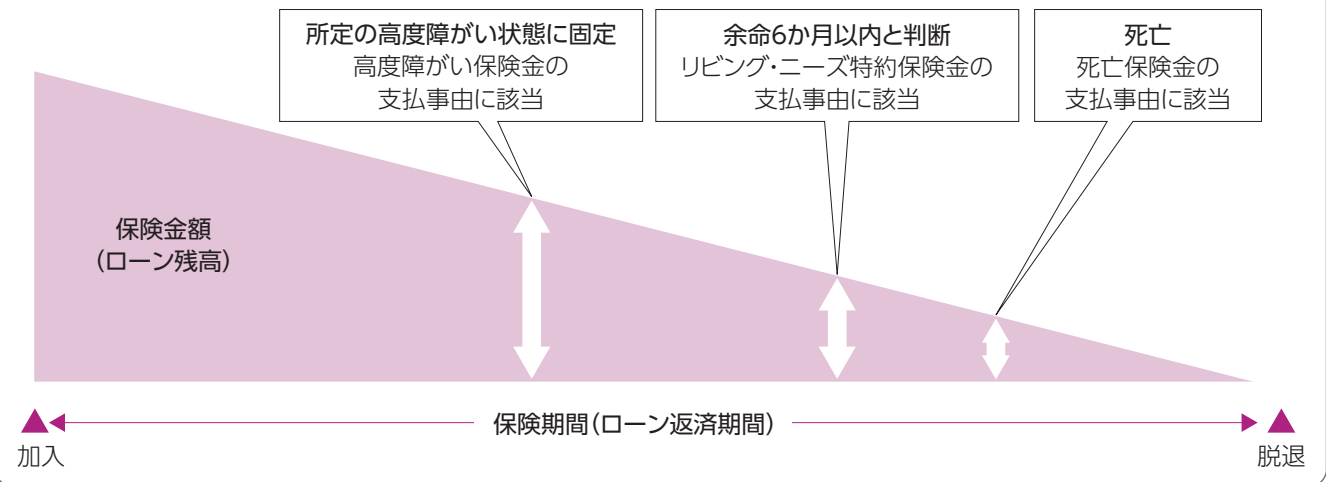 所定の高度障がい状態に固定
高度障がい保険金の
支払事由に該当
余命6か月以内と判断
リビング・ニーズ特約保険金の
支払事由に該当
死亡
死亡保険金の
支払事由に該当
保険金額
(ローン残高)
保険期間(ローン返済期間)
加入
脱退